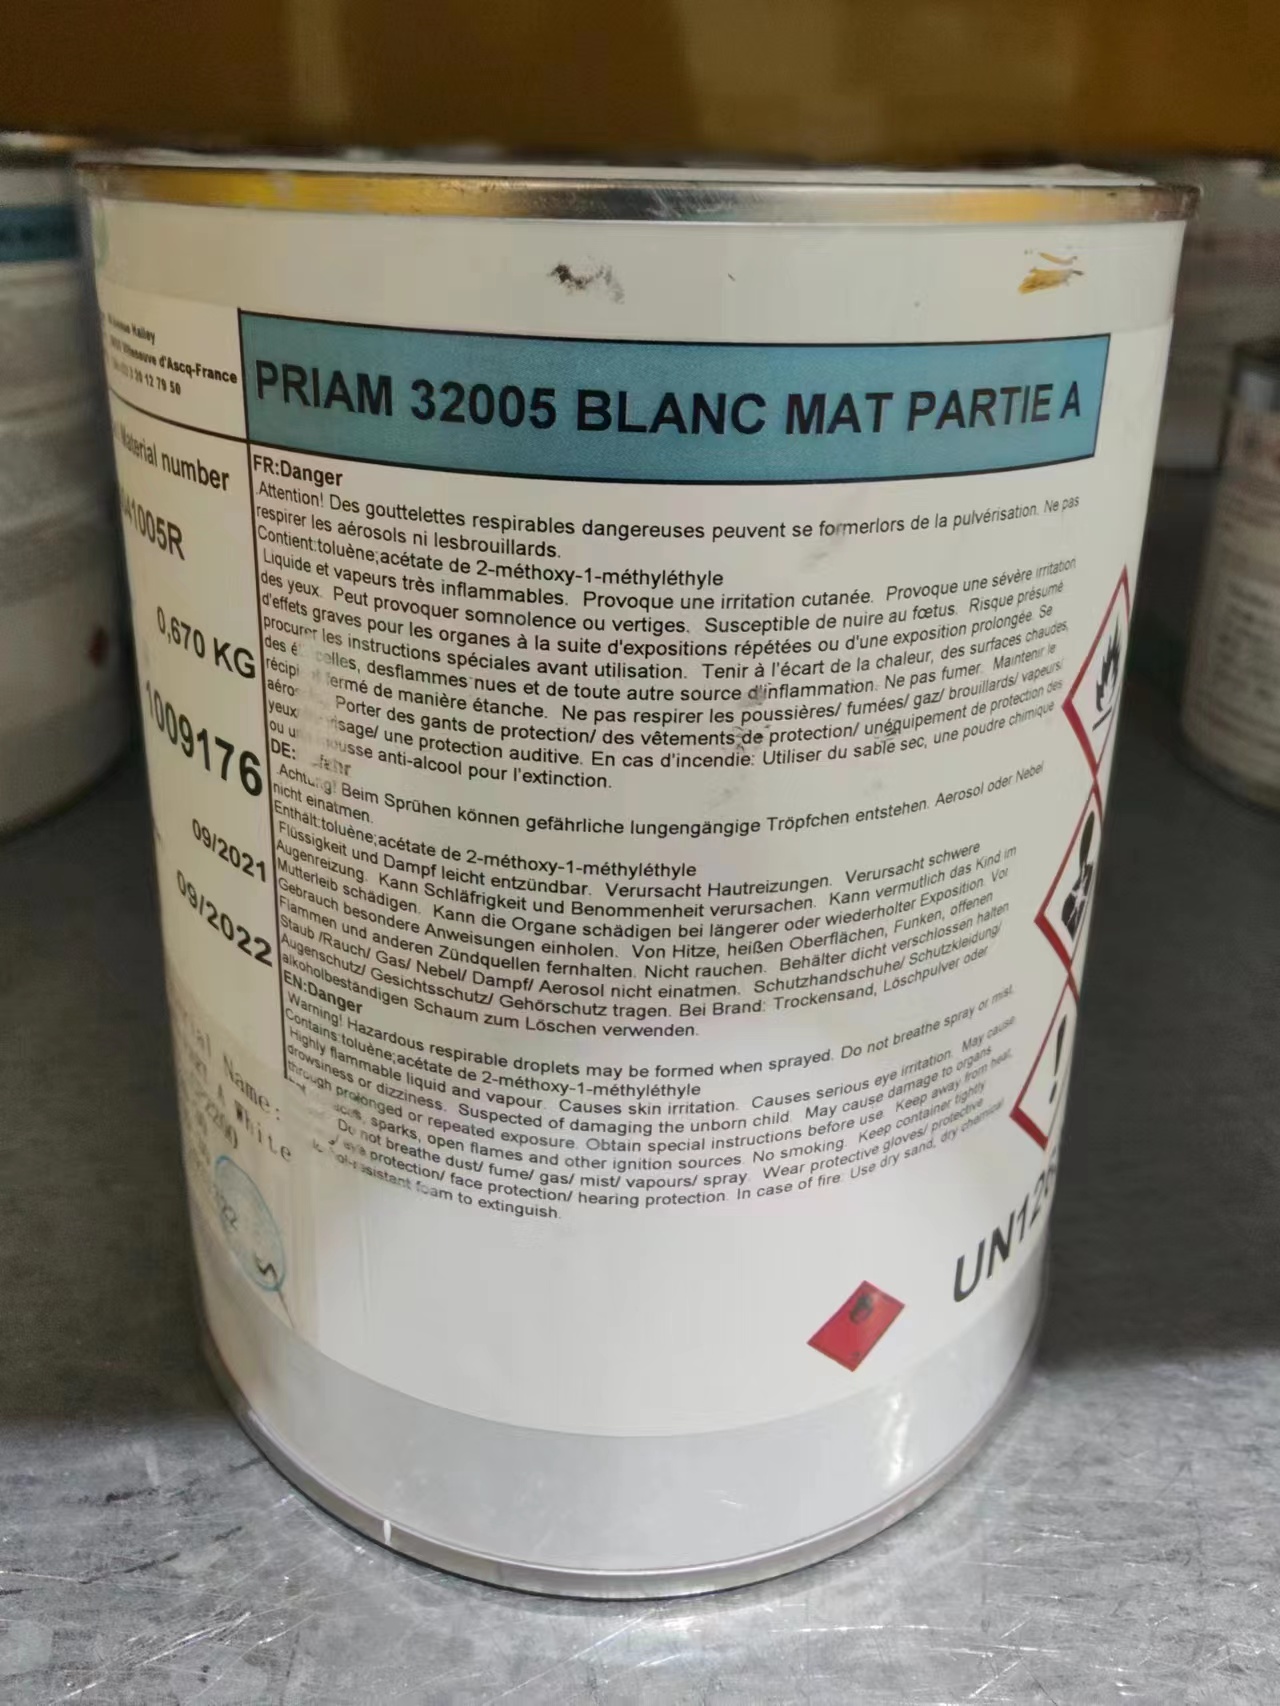 Halley
d'Ascq-France
12 79 50
PRIAM 32005 BLANC MAT PARTIE A
Material number
41005R
0,670 KG
1009176
09/2021
09/2022
FR:Danger
.Attention! Des gouttelettes respirables dangereuses peuvent se formerlors de la pulvérisation. Ne pas
respirer les aérosols ni lesbrouillards.
Contient:toluène;acétate de 2-méthoxy-1-méthyléthyle
Liquide et vapeurs très inflammables. Provoque une irritation cutanée. Provoque une sévère irritation
des yeux. Peut provoquer somnolence ou vertiges. Susceptible de nuire au fœtus. Risque présumé
d'effets graves pour les organes à la suite d'expositions répétées ou d'une exposition prolongée. Se
procurer les instructions spéciales avant utilisation. Tenir à l'écart de la chaleur, des surfaces chaudes,
des desflammes nues et de toute autre source d'inflammation. Ne pas fumer. Maintenir le
fermé de manière étanche. Ne pas respirer les poussières/ fumées/ gaz/ brouillards/ vapeurs/
Porter des gants de protection/ des vêtements de protection/ unéquipement de protection des
yeux une protection auditive. En cas d'incendie: Utiliser du sable sec, une poudre chimique
ou anti-alcool pour l'extinction.
DE:
.Achtung! Beim Sprühen können gefährliche lungengängige Tröpfchen entstehen. Aerosol oder Nebel
nicht einatmen.
Enthält:toluène;acétate de 2-méthoxy-1-méthyléthyle
Flüssigkeit und Dampf leicht entzündbar. Verursacht Hautreizungen. Verursacht schwere
Augenreizung. Kann Schläfrigkeit und Benommenheit verursachen. Kann vermutlich das Kind im
Mutterleib schädigen. Kann die Organe schädigen bei längerer oder wiederholter Exposition. Vor
Gebrauch besondere Anweisungen einholen. Von Hitze, heißen Oberflächen, Funken, offenen
Flammen und anderen Zündquellen fernhalten. Nicht rauchen. Behälter dicht verschlossen halten
Staub /Rauch/ Gas/ Nebel/ Dampf/ Aerosol nicht einatmen. Schutzhandschuhe/ Schutzkleidung/
Augenschutz/ Gesichtsschutz/ Gehörschutz tragen. Bei Brand: Trockensand, Löschpulver oder
alkoholbeständigen Schaum zum Löschen verwenden.
EN:Danger
Warning! Hazardous respirable droplets may be formed when sprayed. Do not breathe spray or mist.
Contains:toluène;acétate de 2-méthoxy-1-méthyléthyle
Highly flammable liquid and vapour. Causes skin irritation. Causes serious eye irritation. May cause
drowsiness or dizziness. Suspected of damaging the unborn child. May cause damage to organs
through prolonged or repeated exposure. Obtain special instructions before use. Keep away from heat,
sparks, open flames and other ignition sources. No smoking. Keep container tightly
Do not breathe dust/ fume/ gas/ mist/ vapours/ spray. Wear protective gloves/ protective
protection/ face protection/ hearing protection. In case of fire: Use dry sand, dry chemical
foam to extinguish.
Name:
A White
UN126